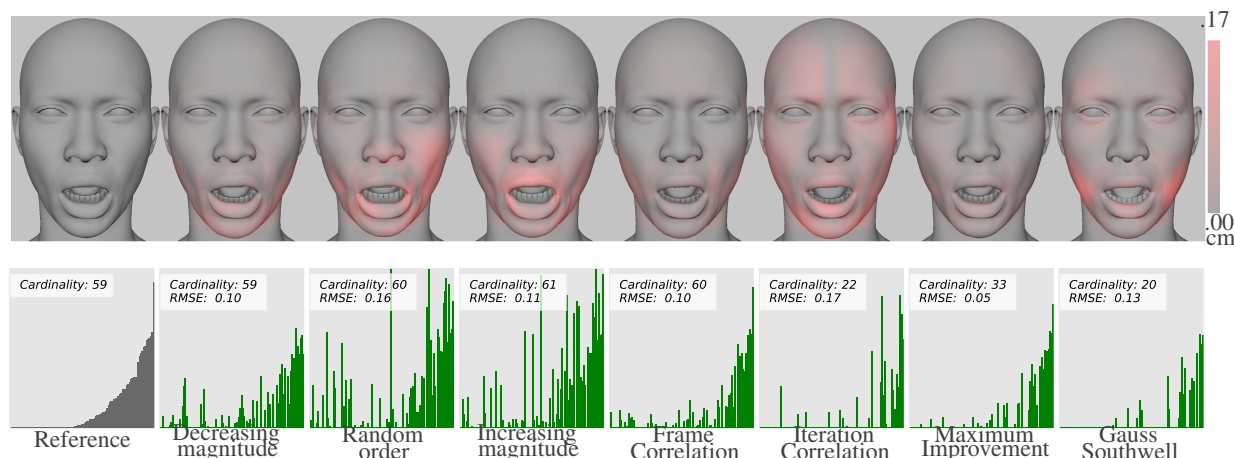 .17
.00
cm
Cardinality: 59
Cardinality: 59
RMSE: 0.10
Cardinality: 60
RMSE: 0.16
Cardinality: 61
RMSE: 0.11
Cardinality: 60
RMSE: 0.10
Cardinality: 22
RMSE: 0.17
Cardinality: 33
RMSE: 0.05
Cardinality: 20
RMSE: 0.13
Reference
Decreasing
magnitude
Random
order
Increasing
magnitude
Frame
Correlation
Iteration
Correlation
Maximum
Improvement
Gauss
Southwell